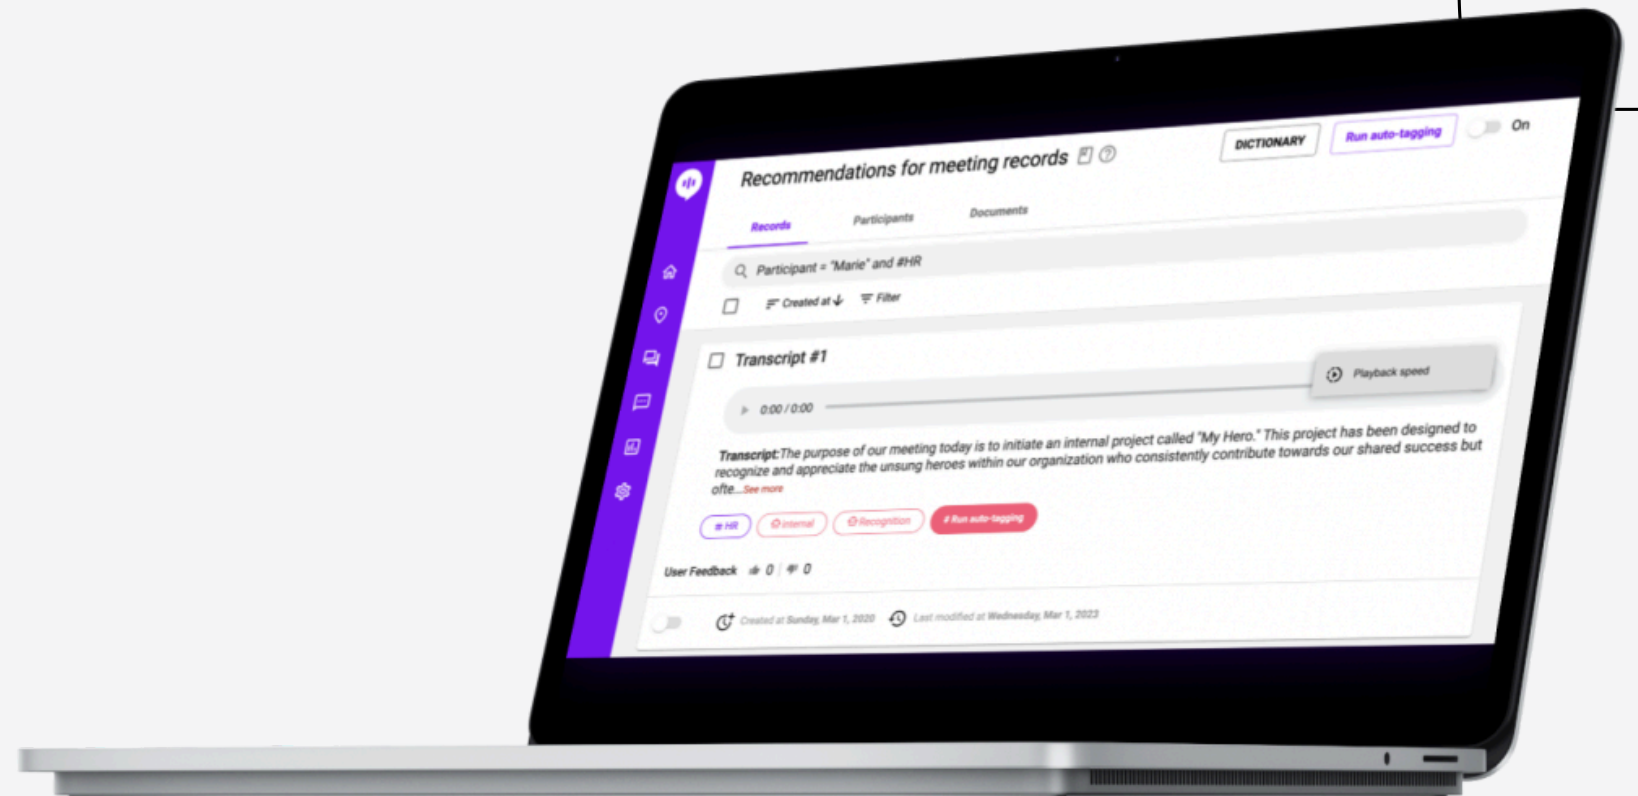 Recommendations for meeting records
DICTIONARY
Run auto-tagging
On
Records
Participants
Documents
Participant = "Marie" and #HR
Created at
Filter
Transcript #1
Playback speed
0:00 / 0:00
Transcript:The purpose of our meeting today is to initiate an internal project called "My Hero." This project has been designed to
recognize and appreciate the unsung heroes within our organization who consistently contribute towards our shared success but
ofte...See more
# HR
Internal
Recognition
# Run auto-tagging
User Feedback 0 | 0
Created at Sunday, Mar 1, 2020
Last modified at Wednesday, Mar 1, 2023